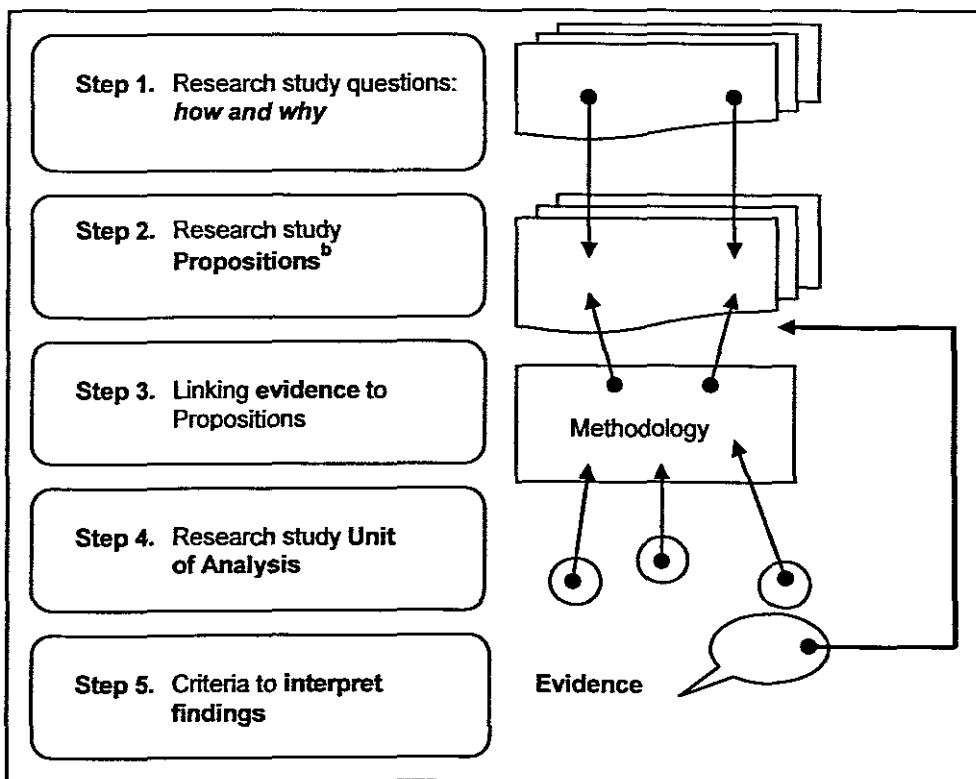 Step 1. Research study questions:
how and why
Step 2. Research study
Propositions^b
Step 3. Linking evidence to
Propositions
Methodology
Step 4. Research study Unit
of Analysis
Step 5. Criteria to interpret
findings
Evidence